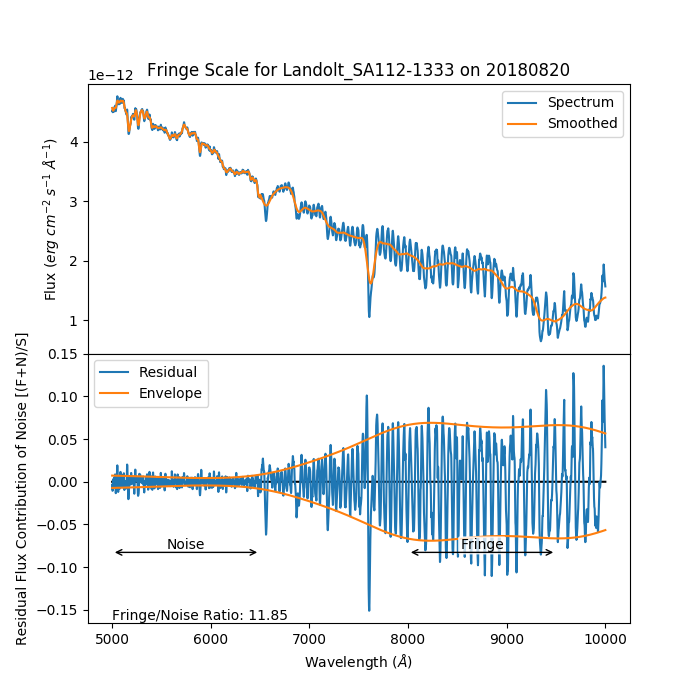 Fringe Scale for Landolt_SA112-1333 on 20180820
1e−12
Spectrum
Smoothed
4
3
2
1
Flux (erg cm⁻² s⁻¹ Å⁻¹)
Residual
Envelope
0.15
0.10
0.05
0.00
−0.05
−0.10
−0.15
Residual Flux Contribution of Noise [(F+N)/S]
Noise
Fringe
Fringe/Noise Ratio: 11.85
5000 6000 7000 8000 9000 10000
Wavelength (Å)